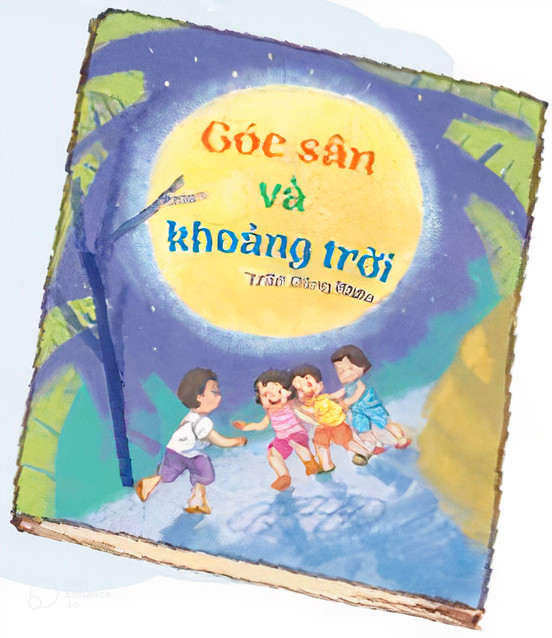 Góc sân
và
khoảng trời